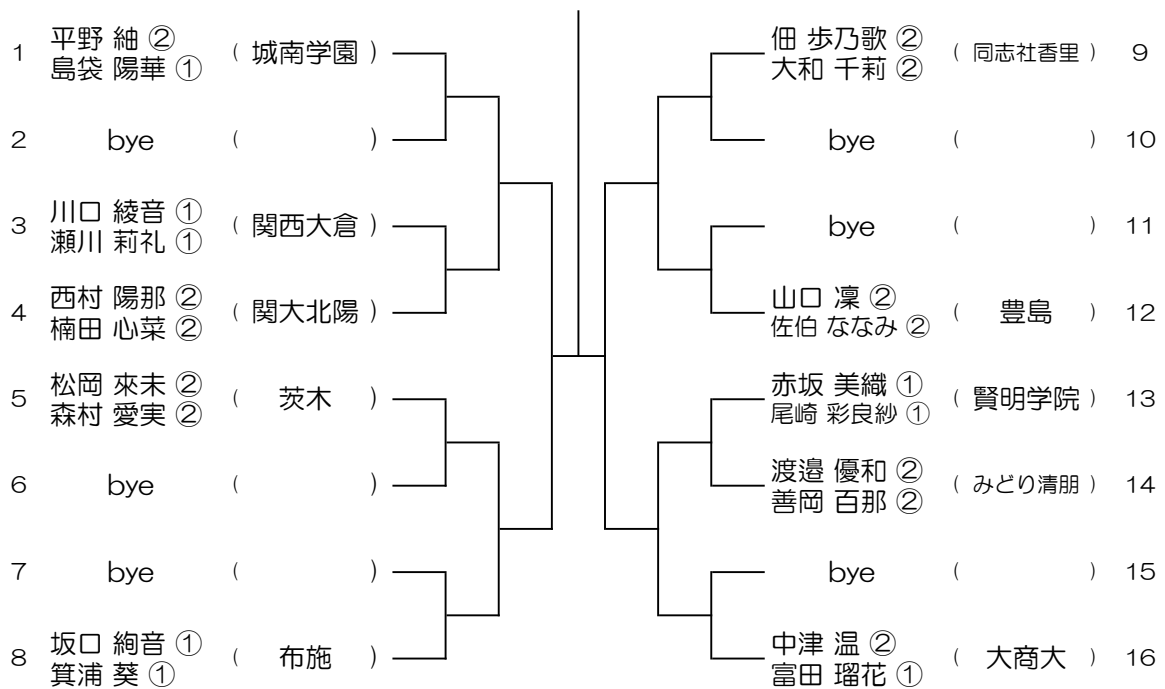 1 平野 紬 ② ( 城南学園 )
島袋 陽華 ①
2 bye ( )
3 川口 綾音 ① ( 関西大倉 )
瀬川 莉礼 ①
4 西村 陽那 ② ( 関大北陽 )
楠田 心菜 ②
5 松岡 來未 ② ( 茨木 )
森村 愛実 ②
6 bye ( )
7 bye ( )
8 坂口 絢音 ① ( 布施 )
箕浦 葵 ①
佃 歩乃歌 ② ( 同志社香里 ) 9
大和 千莉 ②
bye ( ) 10
bye ( ) 11
山口 凜 ② ( 豊島 ) 12
佐伯 ななみ ②
赤坂 美織 ① ( 賢明学院 ) 13
尾崎 彩良紗 ①
渡邉 優和 ② ( みどり清朋 ) 14
善岡 百那 ②
bye ( ) 15
中津 温 ② ( 大商大 ) 16
富田 瑠花 ①